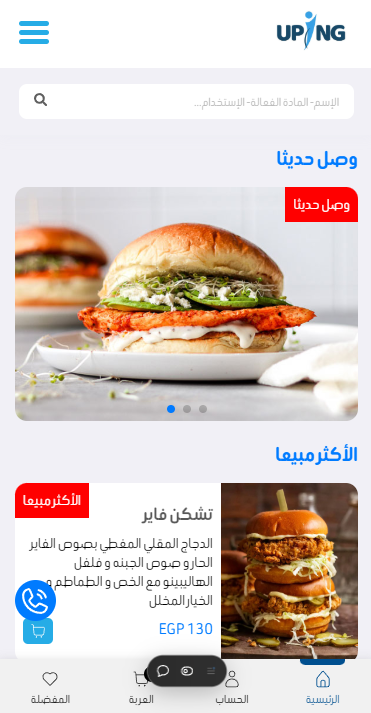 UPING
الإسم- المادة الفعالة- الإستخدام...
وصل حديثا
وصل حديثا
الأكثر مبيعا
الأكثر مبيعا
تشكن فاير
الدجاج المقلي المغطي بصوص الفاير
الحار و صوص الجبنه و فلفل
الهاليبينو مع الخص و الطماطم و
الخيار المخلل
EGP 130
الرئيسية
الحساب
العربة
المفضلة